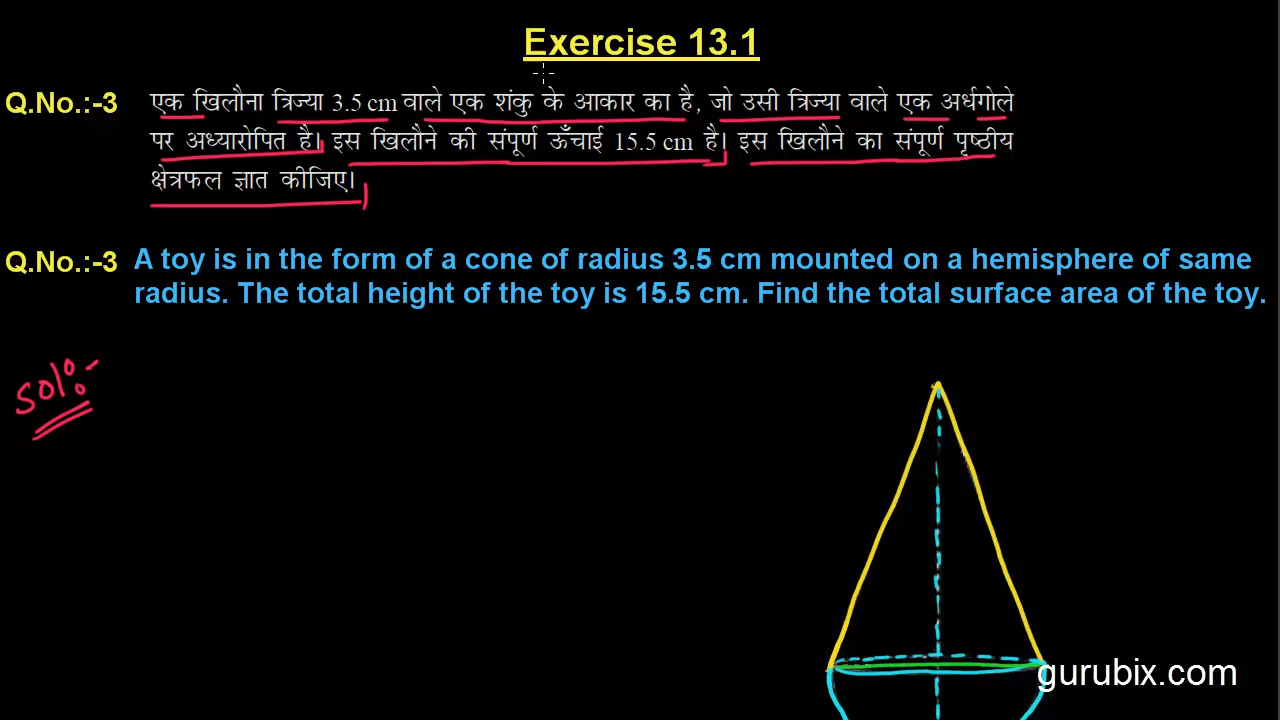 Exercise 13.1
Q.No.:-3 एक खिलौना त्रिज्या 3.5 cm वाले एक शंकु के आकार का है, जो उसी त्रिज्या वाले एक अर्धगोले
पर अध्यारोपित है। इस खिलौने की संपूर्ण ऊँचाई 15.5 cm है। इस खिलौने का संपूर्ण पृष्ठीय
क्षेत्रफल ज्ञात कीजिए।
Q.No.:-3 A toy is in the form of a cone of radius 3.5 cm mounted on a hemisphere of same
radius. The total height of the toy is 15.5 cm. Find the total surface area of the toy.
Sol:-
gurubix.com